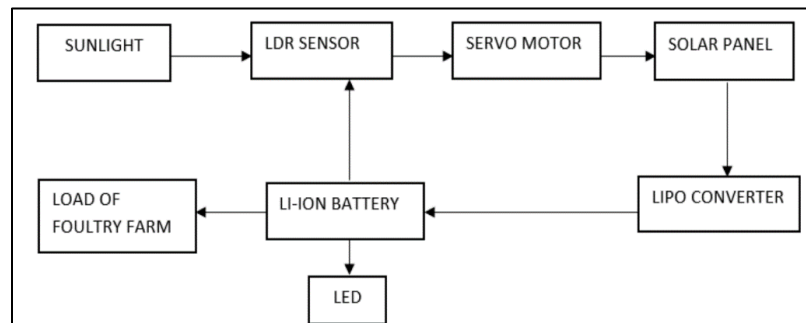 SUNLIGHT
LDR SENSOR
SERVO MOTOR
SOLAR PANEL
LOAD OF
FOULTRY FARM
LI-ION BATTERY
LIPO CONVERTER
LED